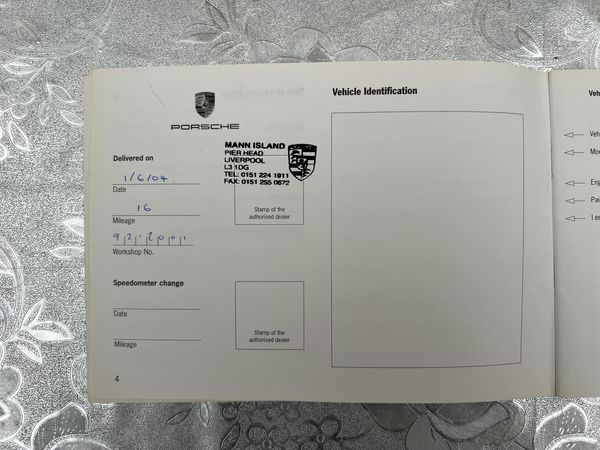 PORSCHE
Delivered on
1/6/04.
Date
16
Mileage
Workshop No.
MANN ISLAND
PIER HEAD
LIVERPOOL
L3 1DG
TEL: 0151 224 1911
FAX: 0151 255 0672
Stamp of the
authorised dealer
Speedometer change
Date
Mileage
Stamp of the
authorised dealer
4
Vehicle Identification